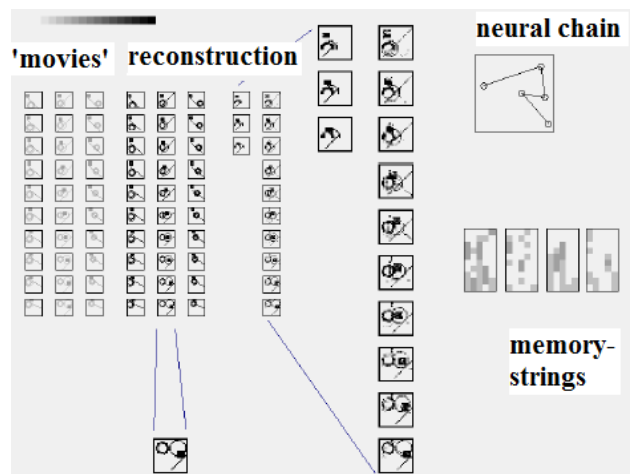 'movies'
reconstruction
neural chain
memory-
strings